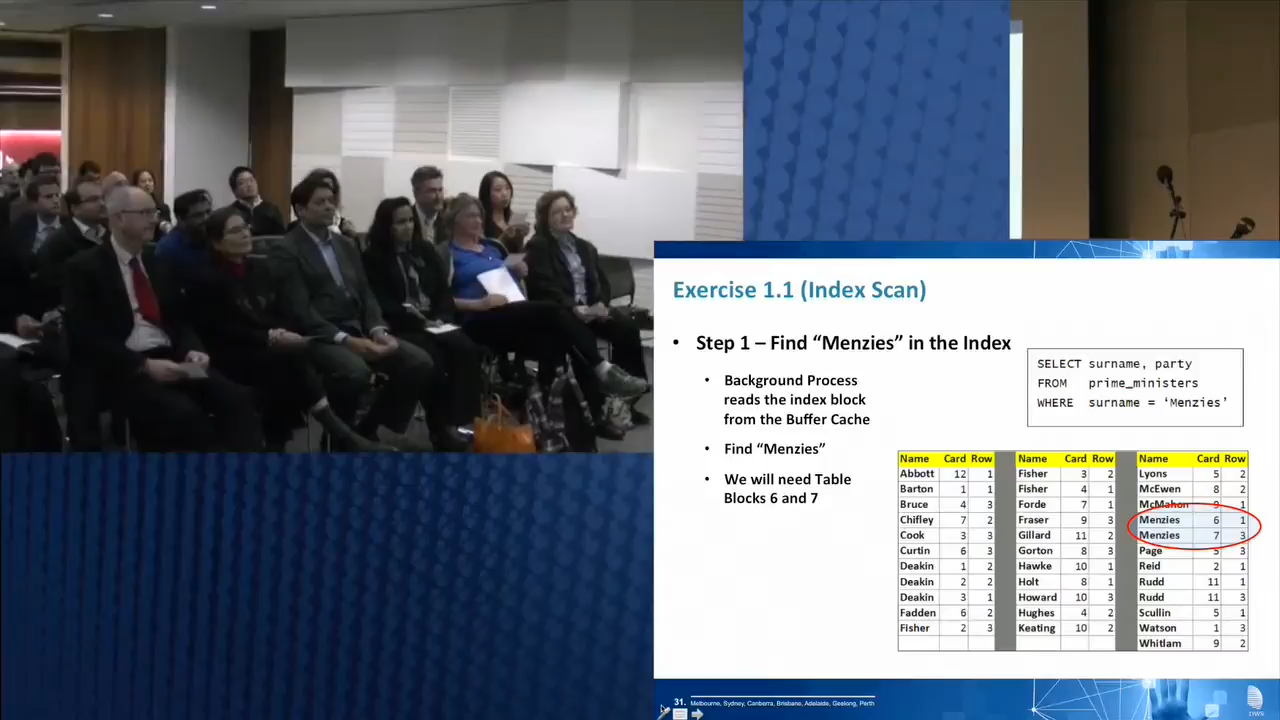 Exercise 1.1 (Index Scan)
• Step 1 – Find “Menzies” in the Index
• Background Process
reads the index block
from the Buffer Cache
• Find “Menzies”
• We will need Table
Blocks 6 and 7
SELECT surname, party
FROM prime_ministers
WHERE surname = ‘Menzies’
Name Card Row Name Card Row Name Card Row
Abbott 12 1 Fisher 3 2 Lyons 5 2
Barton 1 1 Fisher 4 1 McEwen 8 2
Bruce 4 3 Forde 7 1 McMahon 9 1
Chifley 7 2 Fraser 9 3 Menzies 6 1
Cook 3 3 Gillard 11 2 Menzies 7 3
Curtin 6 3 Gorton 8 3 Page 5 3
Deakin 1 2 Hawke 10 1 Reid 2 1
Deakin 2 2 Holt 8 1 Rudd 11 1
Deakin 3 1 Howard 10 3 Rudd 11 3
Fadden 6 2 Hughes 4 2 Scullin 5 1
Fisher 2 3 Keating 10 2 Watson 1 3
Whitlam 9 2
31. Melbourne, Sydney, Canberra, Brisbane, Adelaide, Geelong, Perth
DWS